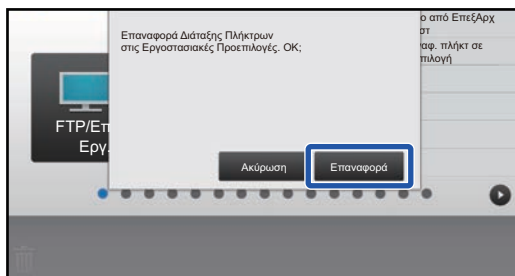 Επαναφορά Διάταξης Πλήκτρων
στις Εργοστασιακές Προεπιλογές. OK;
ο από ΕπεξΑρχ
στ
αφ. πλήκτ σε
πιλογή
FTP/Επ
Εργ.
Ακύρωση
Επαναφορά